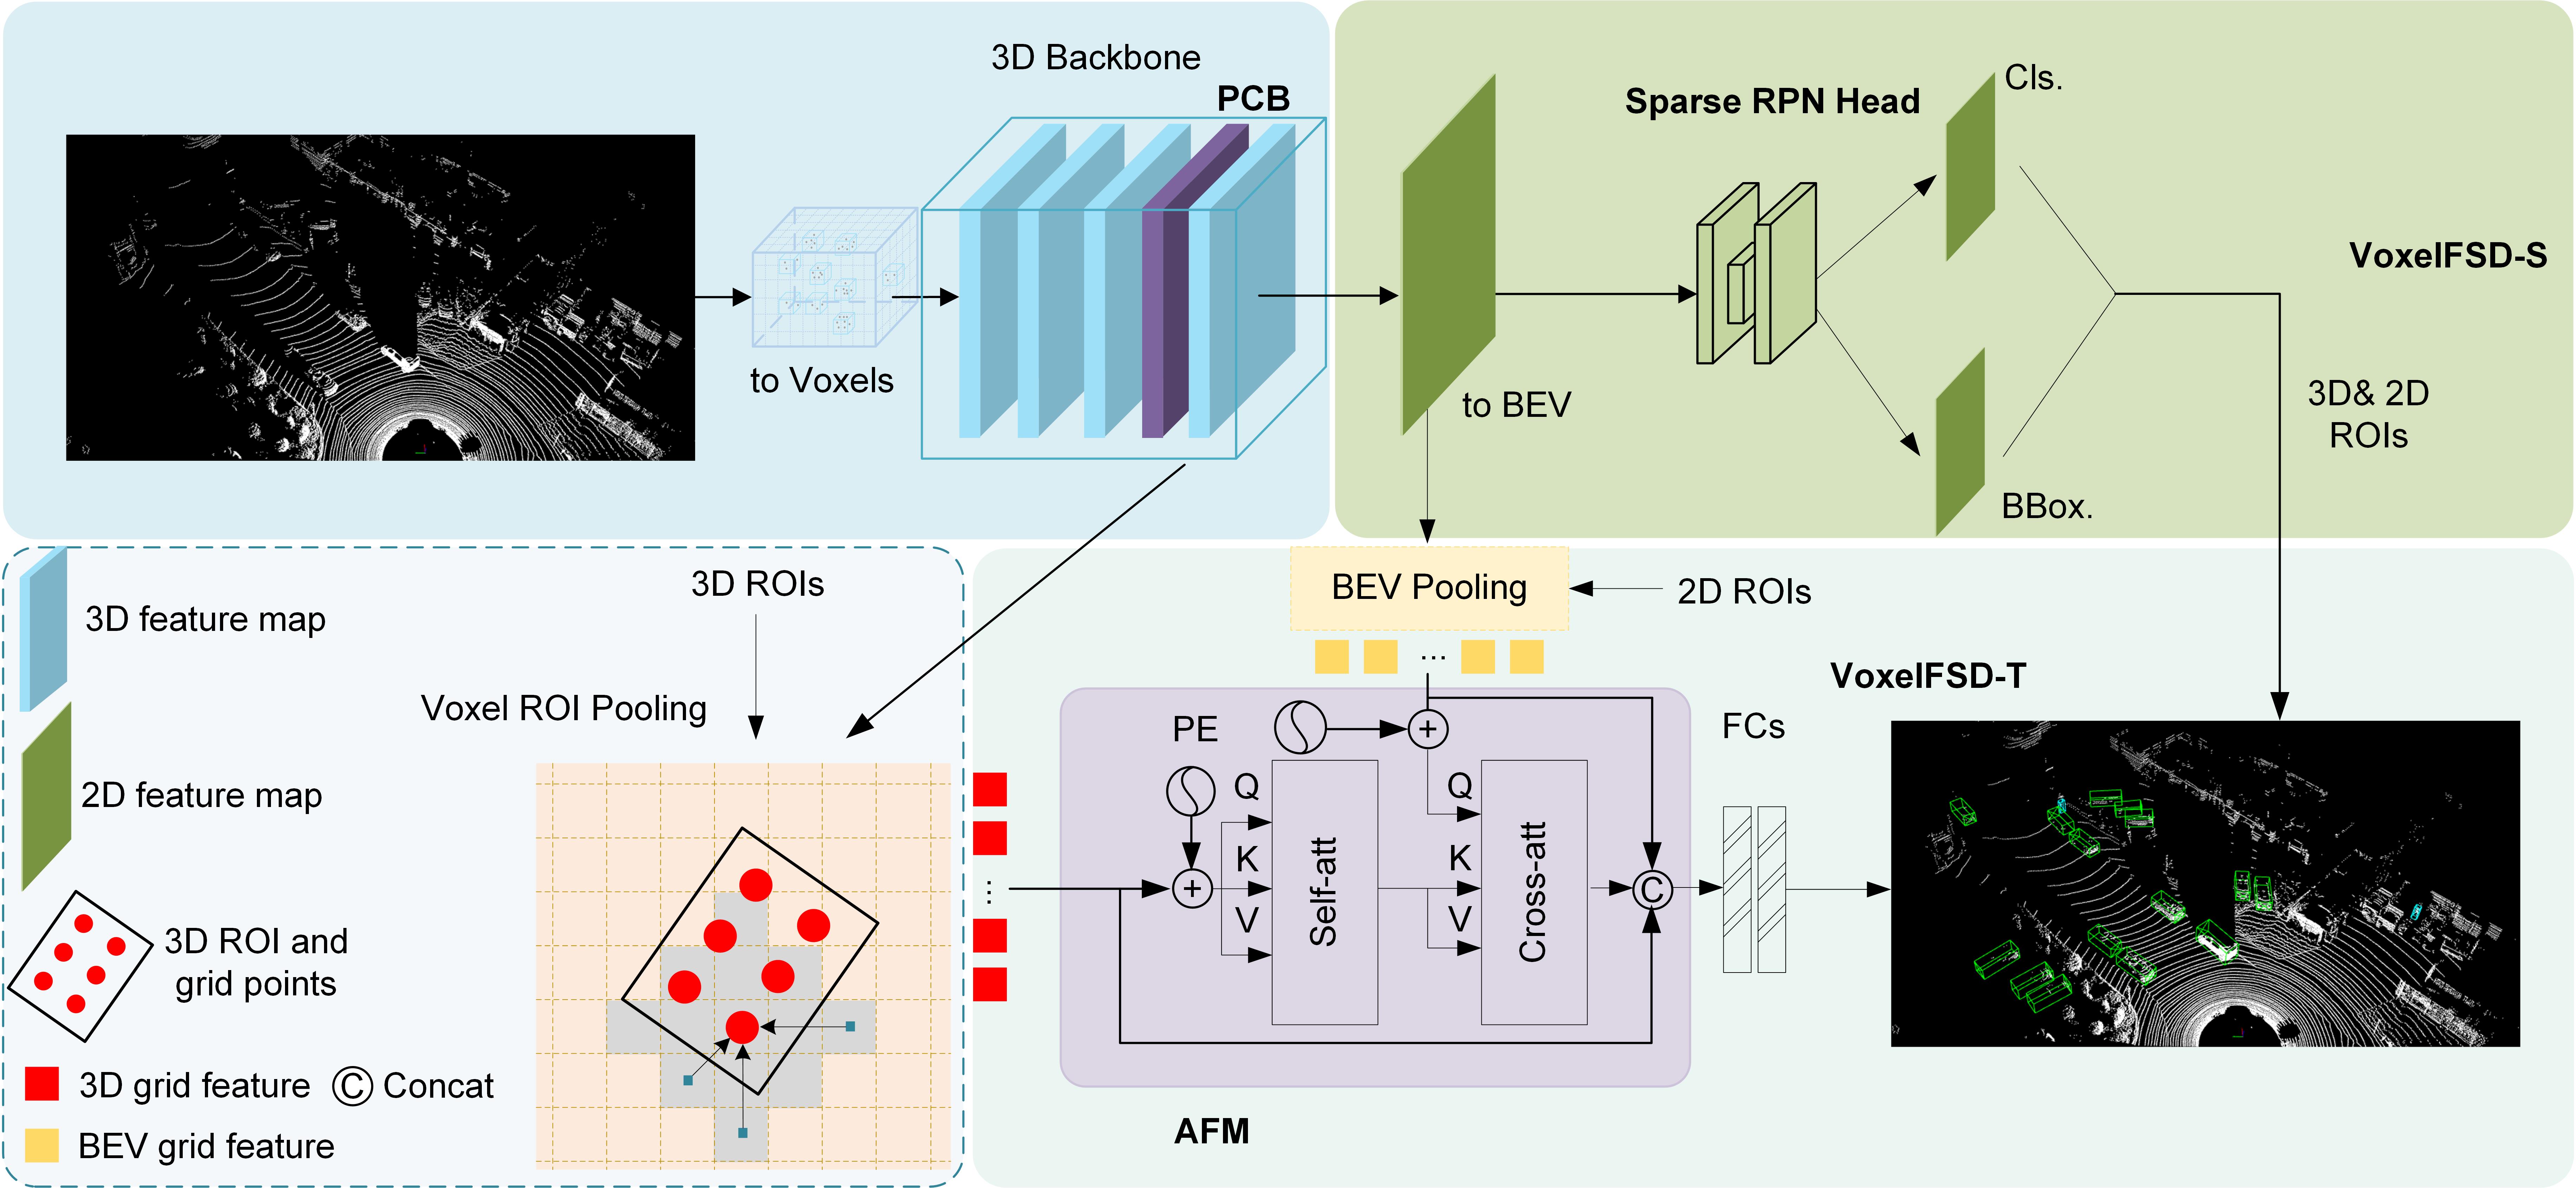 3D Backbone
PCB
to Voxels
Sparse RPN Head
Cls.
to BEV
BBox.
VoxelFSD-S
3D& 2D
ROIs
3D feature map
2D feature map
3D ROI and
grid points
3D grid feature
C Concat
BEV grid feature
3D ROIs
Voxel ROI Pooling
BEV Pooling
2D ROIs
...
VoxelFSD-T
PE
FCs
Q
K
V
Self-att
Q
K
V
Cross-att
C
...
AFM